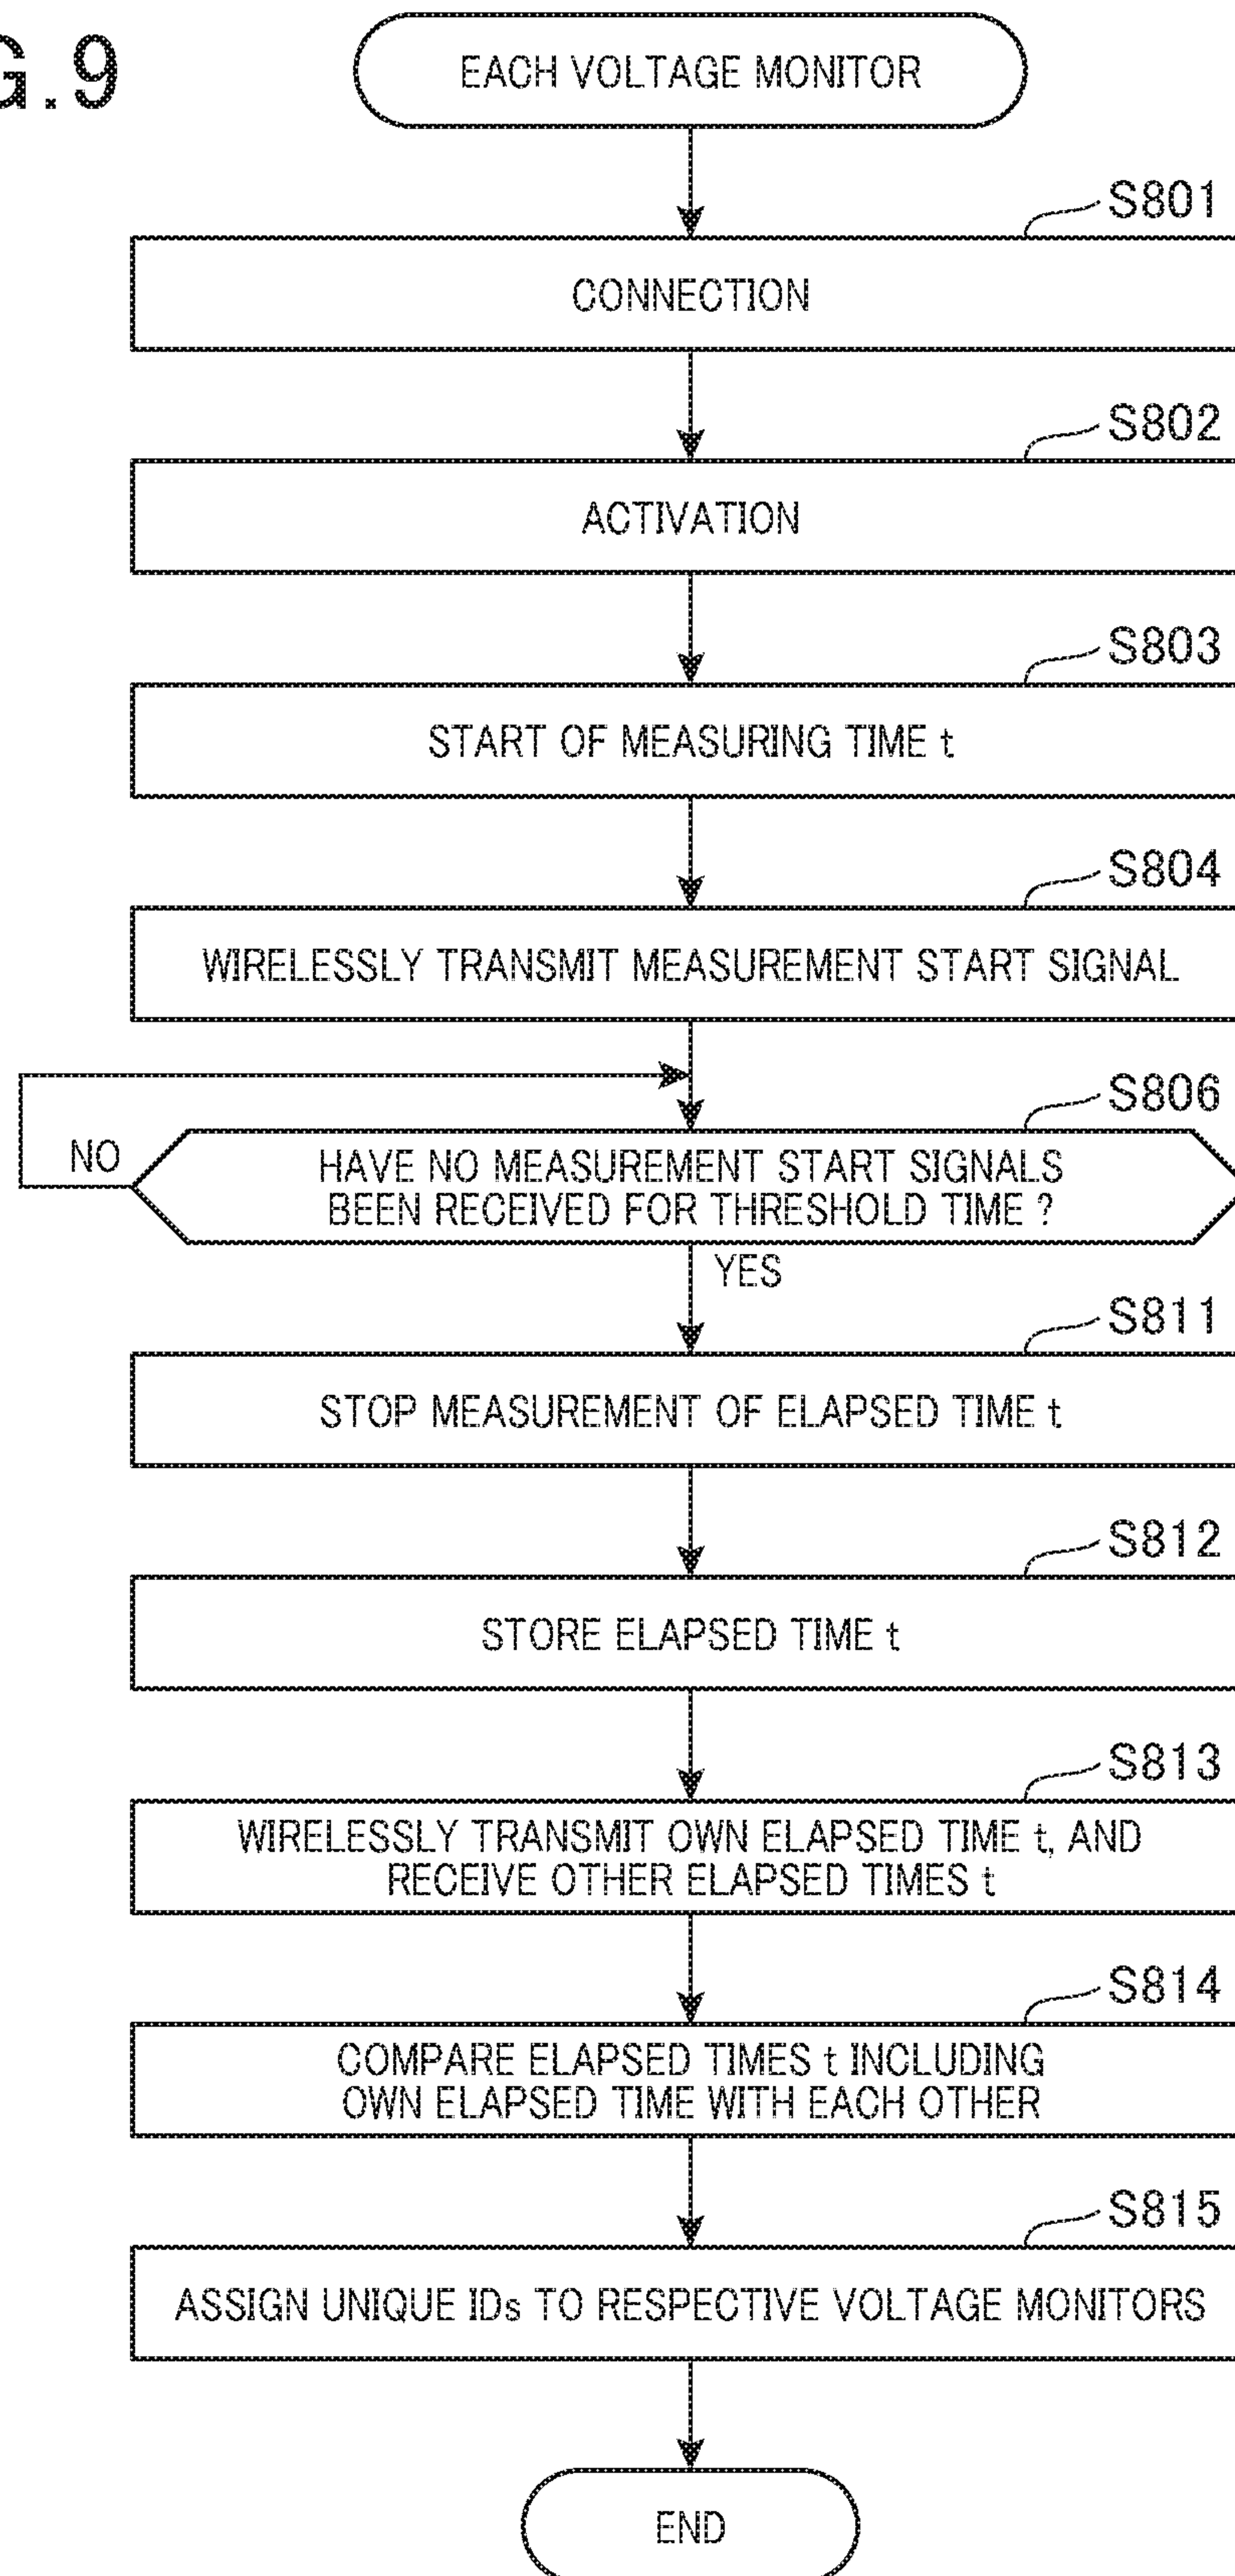 G.9
EACH VOLTAGE MONITOR
S801
CONNECTION
S802
ACTIVATION
S803
START OF MEASURING TIME t
S804
WIRELESSLY TRANSMIT MEASUREMENT START SIGNAL
S806
NO
HAVE NO MEASUREMENT START SIGNALS
BEEN RECEIVED FOR THRESHOLD TIME ?
YES
S811
STOP MEASUREMENT OF ELAPSED TIME t
S812
STORE ELAPSED TIME t
S813
WIRELESSLY TRANSMIT OWN ELAPSED TIME t, AND
RECEIVE OTHER ELAPSED TIMES t
S814
COMPARE ELAPSED TIMES t INCLUDING
OWN ELAPSED TIME WITH EACH OTHER
S815
ASSIGN UNIQUE IDs TO RESPECTIVE VOLTAGE MONITORS
END